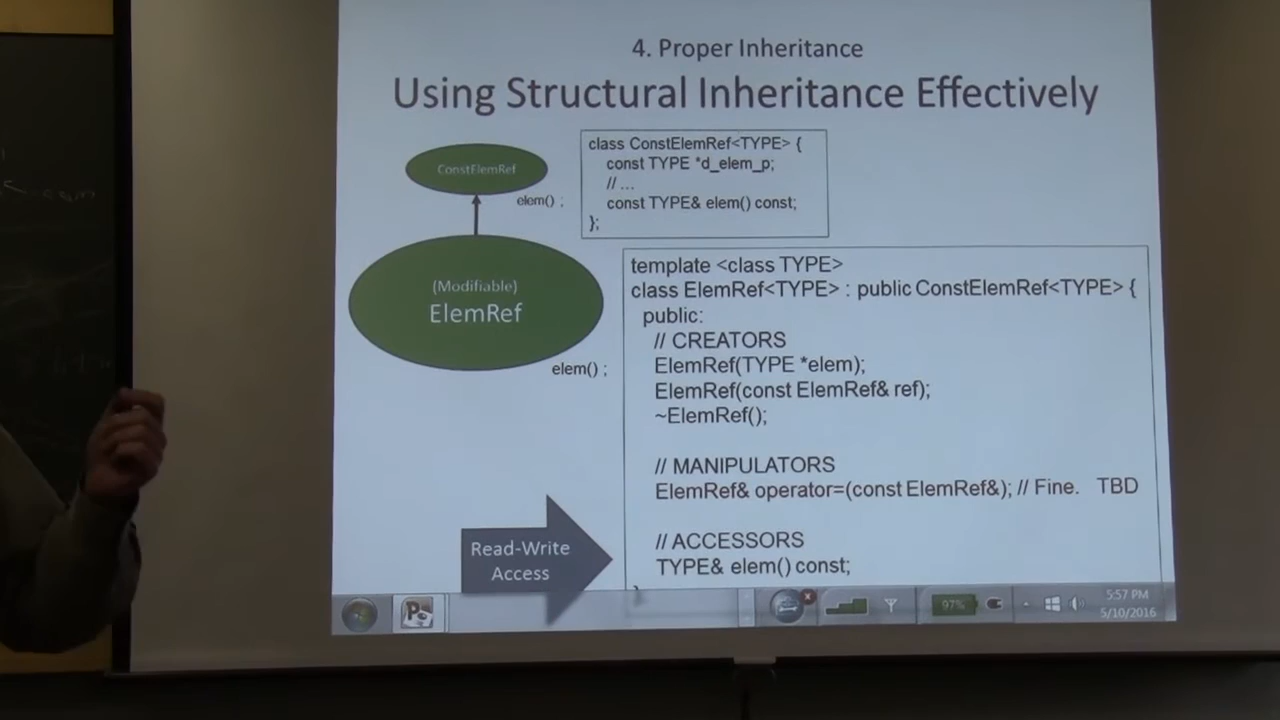 4. Proper Inheritance
Using Structural Inheritance Effectively
ConstElemRef
elem() ;
class ConstElemRef<TYPE> {
const TYPE *d_elem_p;
// ...
const TYPE& elem() const;
};
(Modifiable)
ElemRef
elem() ;
template <class TYPE>
class ElemRef<TYPE> : public ConstElemRef<TYPE> {
public:
// CREATORS
ElemRef(TYPE *elem);
ElemRef(const ElemRef& ref);
~ElemRef();
// MANIPULATORS
ElemRef& operator=(const ElemRef&); // Fine. TBD
Read-Write
Access
// ACCESSORS
TYPE& elem() const;
97%
5:57 PM
5/10/2016